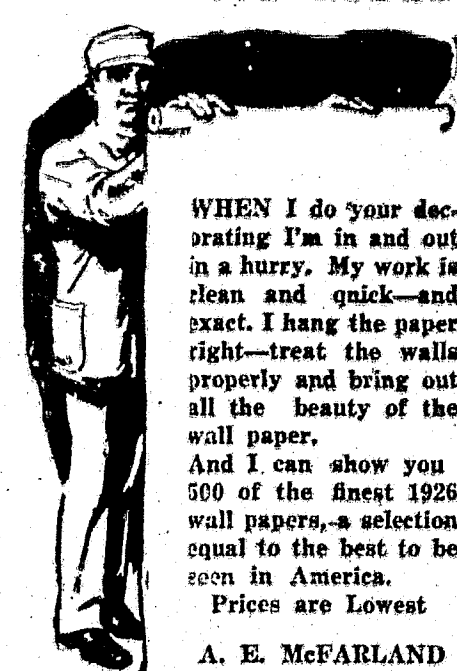 WHEN I do your dec-
orating I'm in and out
in a hurry. My work is
clean and qnick—and
exact. I hang the paper
right—treat the walls
properly and bring out
all the beauty of the
wall paper.
And I can show you
500 of the finest 1926
wall papers, a selection
equal to the best to be
seen in America.
Prices are Lowest
A. E. McFARLAND